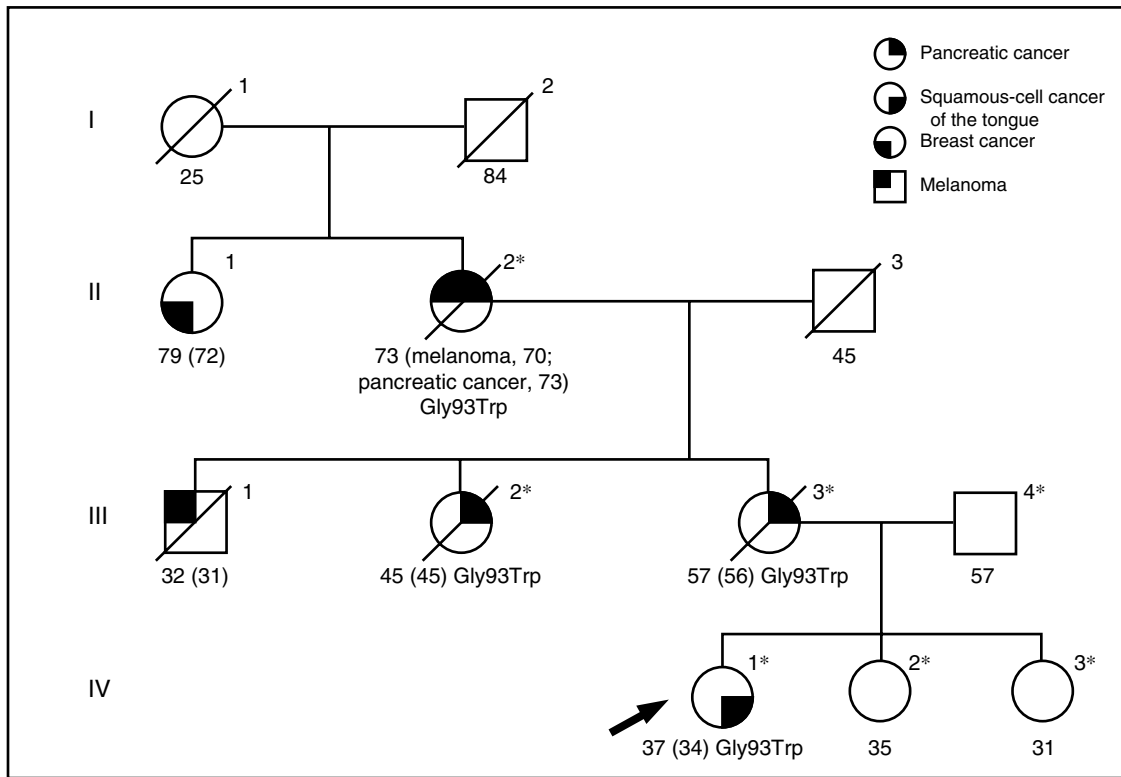 Pancreatic cancer
Squamous-cell cancer
of the tongue
Breast cancer
Melanoma
I
1
2
25
84
II
1
2*
3
79 (72)
73 (melanoma, 70;
pancreatic cancer, 73)
Gly93Trp
45
III
1
2*
3*
4*
32 (31)
45 (45) Gly93Trp
57 (56) Gly93Trp
57
IV
1*
2*
3*
37 (34) Gly93Trp
35
31